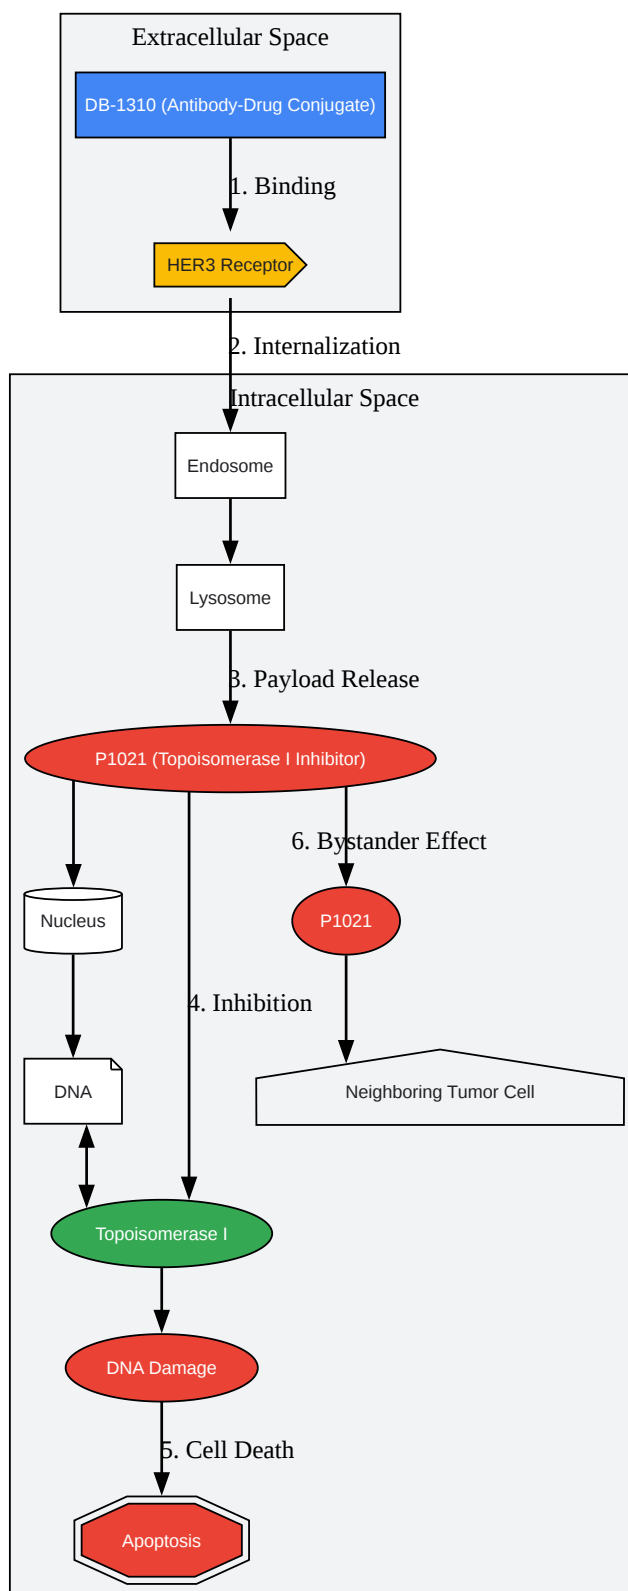 Extracellular Space
DB-1310 (Antibody-Drug Conjugate)
1. Binding
HER3 Receptor
2. Internalization
Intracellular Space
Endosome
Lysosome
3. Payload Release
P1021 (Topoisomerase I Inhibitor)
6. Bystander Effect
Nucleus
P1021
4. Inhibition
DNA
Neighboring Tumor Cell
Topoisomerase I
DNA Damage
5. Cell Death
Apoptosis